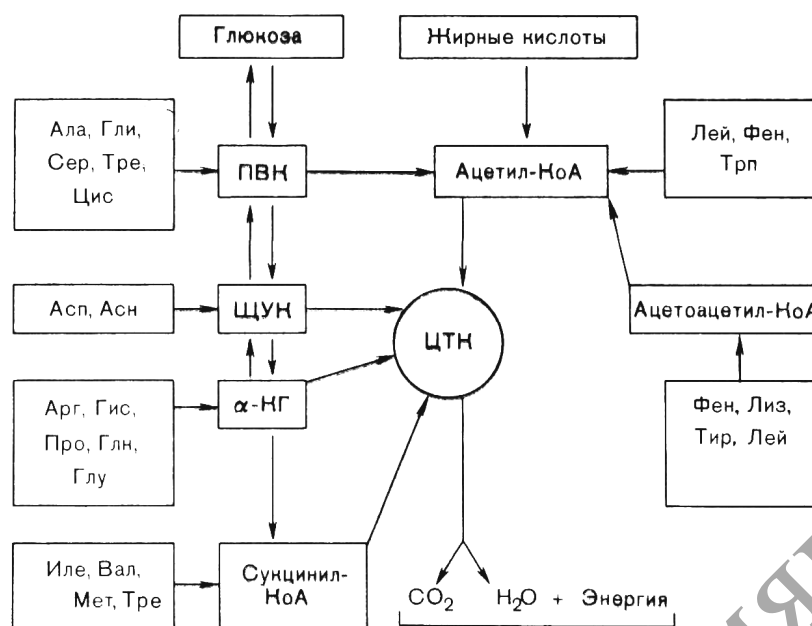 Глюкоза
Жирные кислоты
Ала, Гли,
Сер, Тре,
Цис
ПВК
Ацетил-КоА
Лей, Фен,
Трп
Асп, Асн
ЩУК
ЦТК
Ацетоацетил-КоА
Арг, Гис,
Про, Глн,
Глу
α-КГ
Фен, Лиз,
Тир, Лей
Иле, Вал,
Мет, Тре
Сукцинил-
КоА
CO₂
H₂O + Энергия